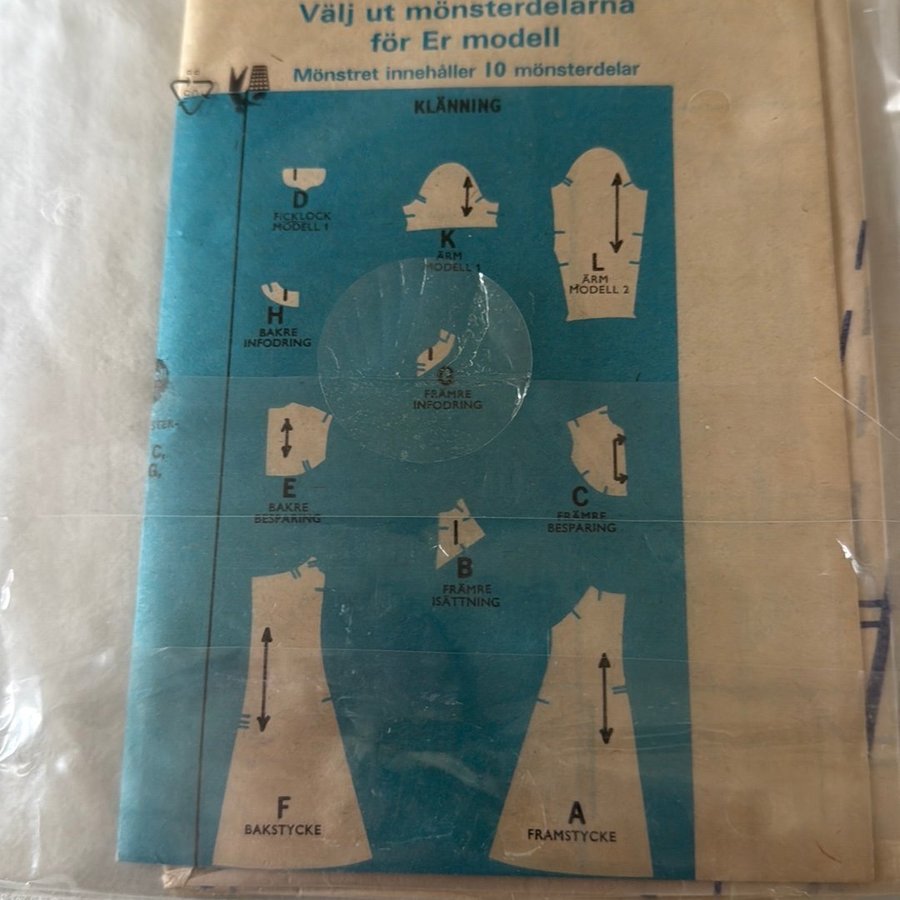 Välj ut mönsterdelarna
för Er modell
Mönstret innehåller 10 mönsterdelar
KLÄNNING
D
FICKLOCK
MODELL 1
K
ÄRM
MODELL 1
L
ÄRM
MODELL 2
H
BAKRE
INFODRING
G
FRÄMRE
INFODRING
E
BAKRE
BESPARING
C
FRÄMRE
BESPARING
B
FRÄMRE
ISÄTTNING
F
BAKSTYCKE
A
FRAMSTYCKE
C,
G,